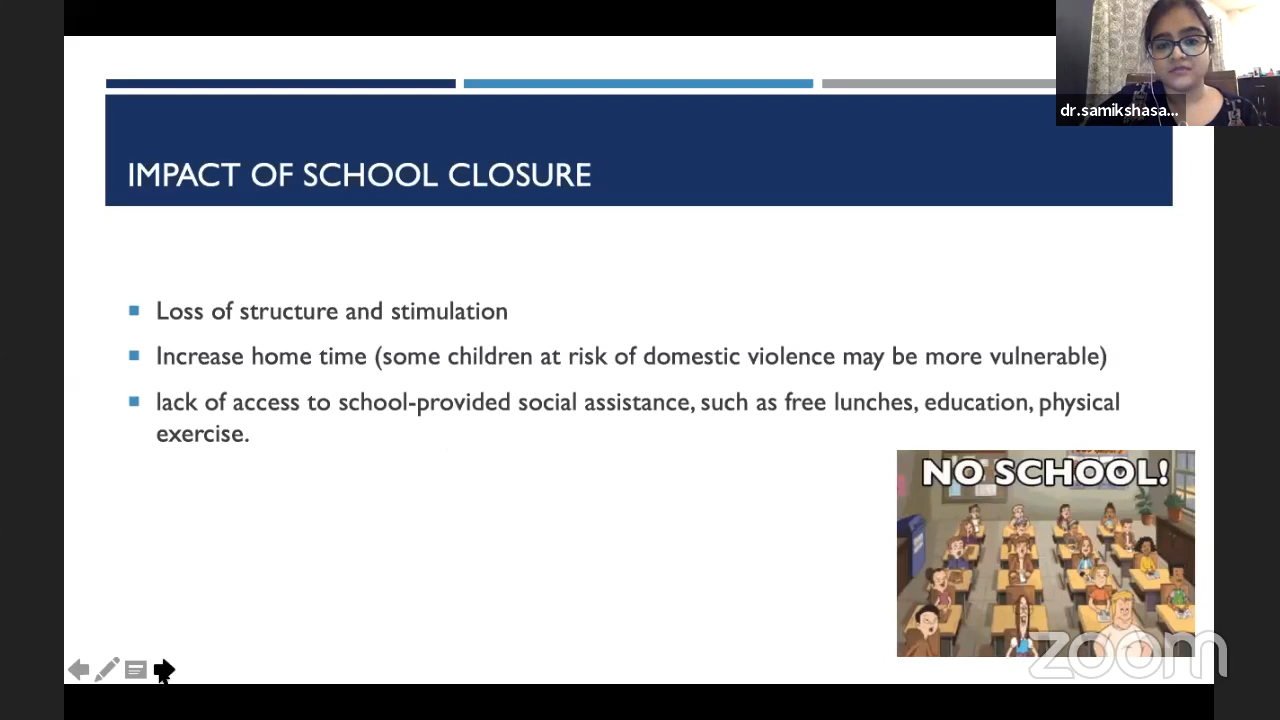 dr.samikshasa...
IMPACT OF SCHOOL CLOSURE
Loss of structure and stimulation
Increase home time (some children at risk of domestic violence may be more vulnerable)
lack of access to school-provided social assistance, such as free lunches, education, physical
exercise.
NO SCHOOL!
zoom